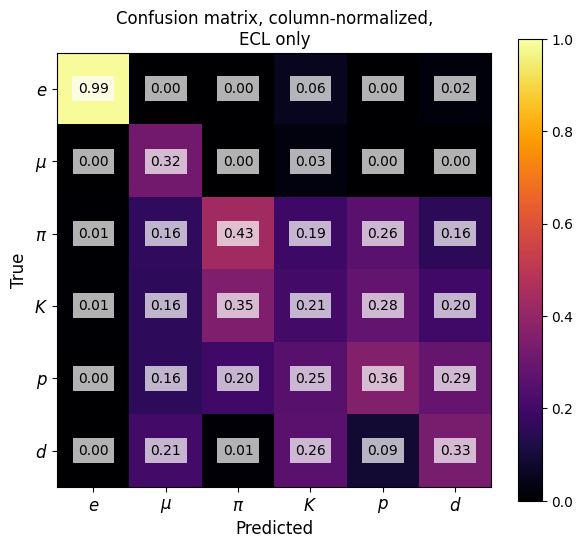 Confusion matrix, column-normalized,
ECL only
True
e 0.99 0.00 0.00 0.06 0.00 0.02
μ 0.00 0.32 0.00 0.03 0.00 0.00
π 0.01 0.16 0.43 0.19 0.26 0.16
K 0.01 0.16 0.35 0.21 0.28 0.20
p 0.00 0.16 0.20 0.25 0.36 0.29
d 0.00 0.21 0.01 0.26 0.09 0.33
e μ π K p d
Predicted
1.0
0.8
0.6
0.4
0.2
0.0